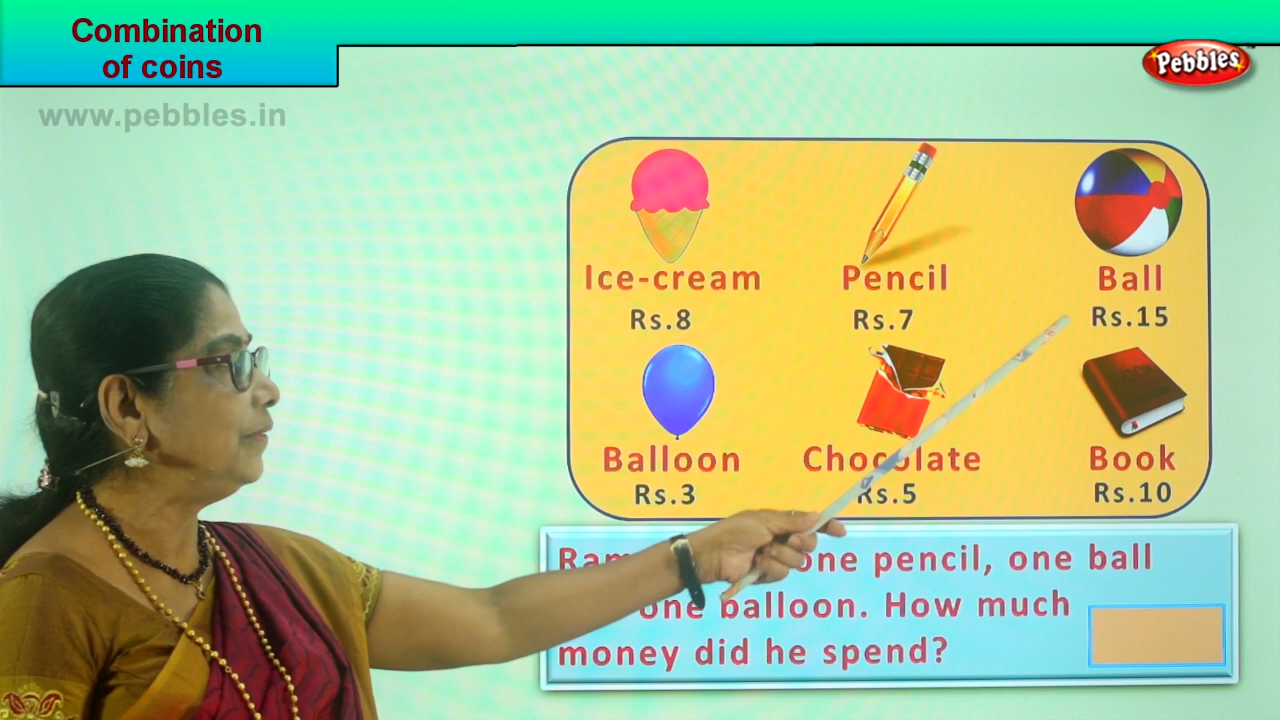 Combination
of coins
Pebbles
www.pebbles.in
Ice-cream Pencil Ball
Rs.8 Rs.7 Rs.15
Balloon Chocolate Book
Rs.3 Rs.5 Rs.10
one pencil, one ball
one balloon. How much
money did he spend?